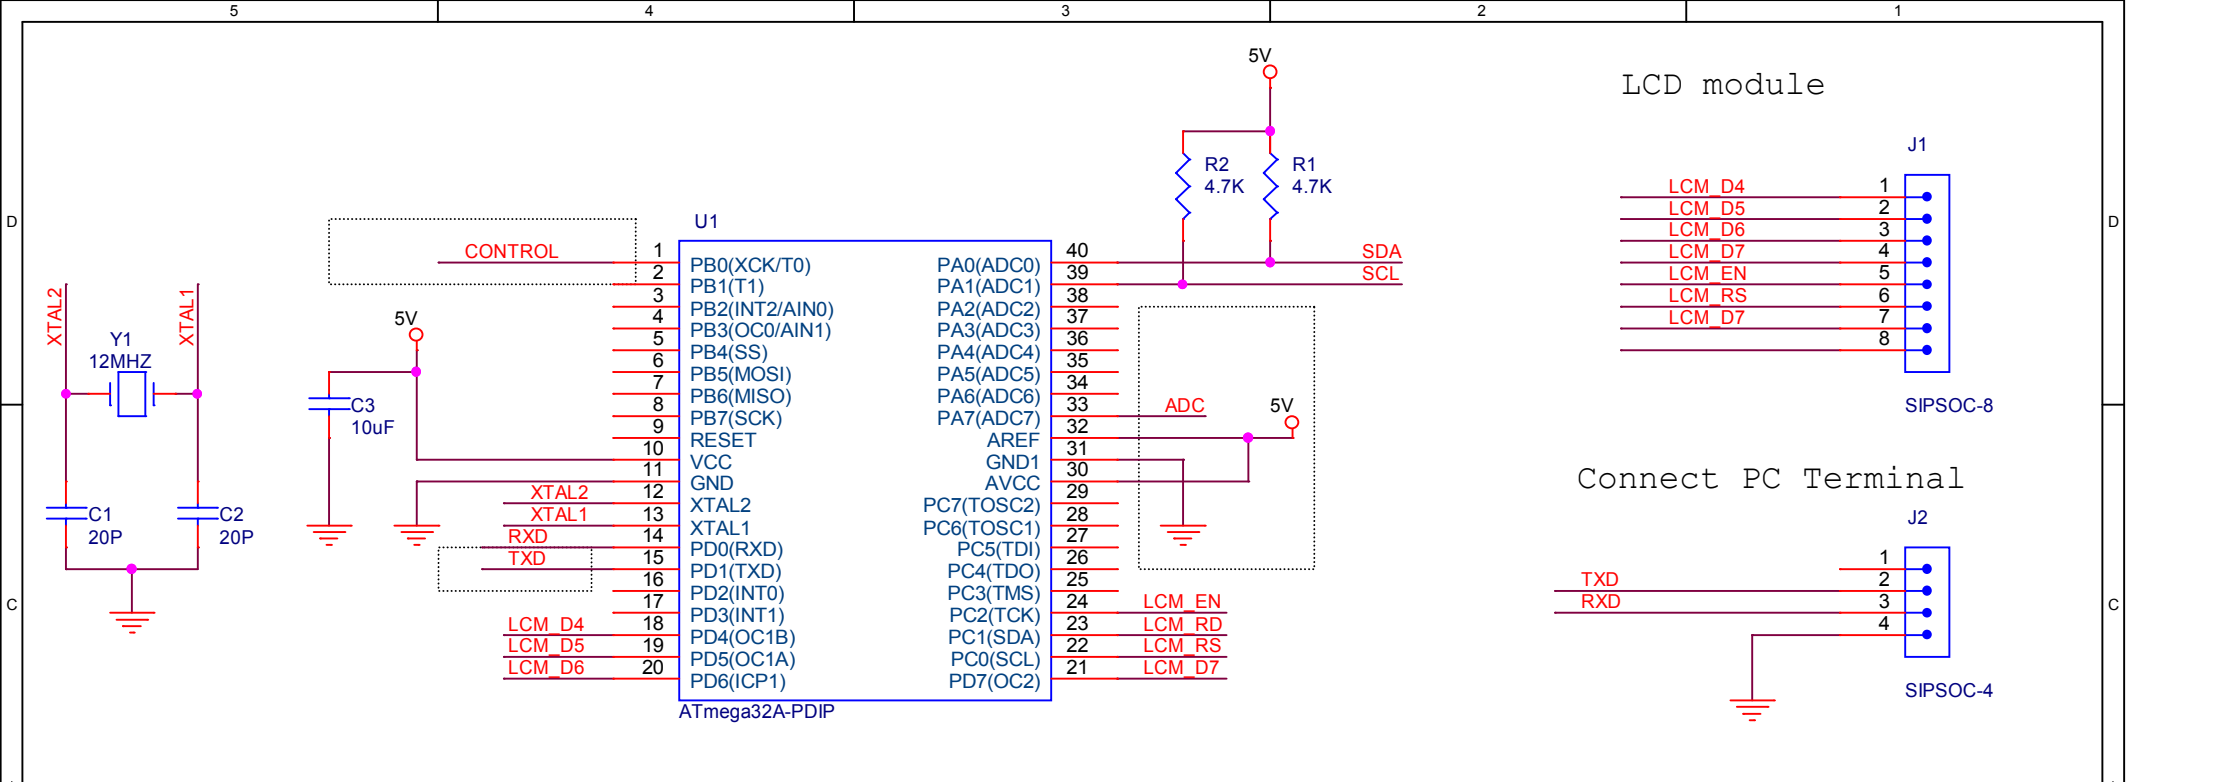 5 4 3 2 1
D
D
C
C
XTAL2
XTAL1
Y1
12MHZ
C1
20P
C2
20P
5V
C3
10uF
CONTROL
XTAL2
XTAL1
RXD
TXD
LCM_D4
LCM_D5
LCM_D6
U1
1 PB0(XCK/T0)
2 PB1(T1)
3 PB2(INT2/AIN0)
4 PB3(OC0/AIN1)
5 PB4(SS)
6 PB5(MOSI)
7 PB6(MISO)
8 PB7(SCK)
9 RESET
10 VCC
11 GND
12 XTAL2
13 XTAL1
14 PD0(RXD)
15 PD1(TXD)
16 PD2(INT0)
17 PD3(INT1)
18 PD4(OC1B)
19 PD5(OC1A)
20 PD6(ICP1)
PA0(ADC0) 40
PA1(ADC1) 39
PA2(ADC2) 38
PA3(ADC3) 37
PA4(ADC4) 36
PA5(ADC5) 35
PA6(ADC6) 34
PA7(ADC7) 33
AREF 32
GND1 31
AVCC 30
PC7(TOSC2) 29
PC6(TOSC1) 28
PC5(TDI) 27
PC4(TDO) 26
PC3(TMS) 25
PC2(TCK) 24
PC1(SDA) 23
PC0(SCL) 22
PD7(OC2) 21
ATmega32A-PDIP
5V
R2
4.7K
R1
4.7K
SDA
SCL
ADC
5V
LCM_EN
LCM_RD
LCM_RS
LCM_D7
LCD module
J1
LCM_D4 1
LCM_D5 2
LCM_D6 3
LCM_D7 4
LCM_EN 5
LCM_RS 6
LCM_D7 7
8
SIPSOC-8
Connect PC Terminal
J2
1
TXD 2
RXD 3
4
SIPSOC-4